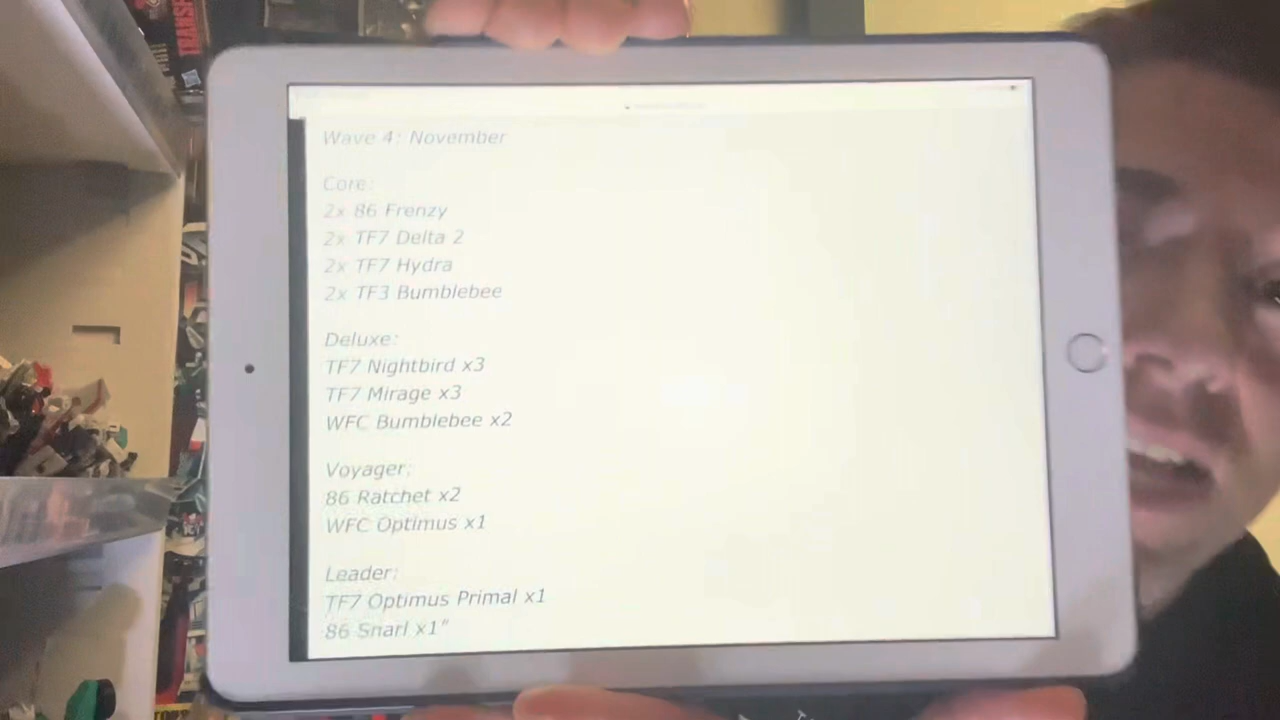 TRANSF
Wave 4: November
Core:
2x 86 Frenzy
2x TF7 Delta 2
2x TF7 Hydra
2x TF3 Bumblebee
Deluxe:
TF7 Nightbird x3
TF7 Mirage x3
WFC Bumblebee x2
Voyager:
86 Ratchet x2
WFC Optimus x1
Leader:
TF7 Optimus Primal x1
86 Snarl x1"